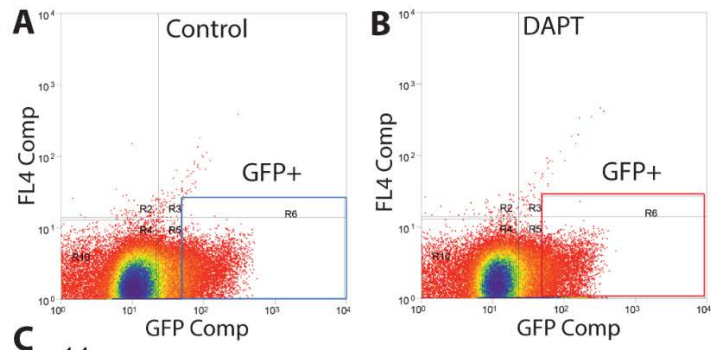 A
Control
FL4 Comp
10⁴
10³
10²
10¹
10⁰
GFP+
R2
R3
R6
R4
R5
R10
10⁰ 10¹ 10² 10³ 10⁴
GFP Comp
B
DAPT
FL4 Comp
10⁴
10³
10²
10¹
10⁰
GFP+
R2
R3
R6
R4
R5
R10
10⁰ 10¹ 10² 10³ 10⁴
GFP Comp
C